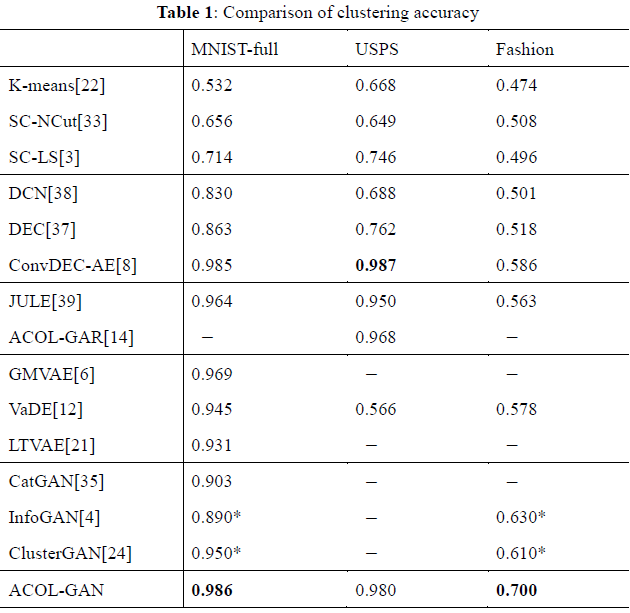 Table 1: Comparison of clustering accuracy
MNIST-full USPS Fashion
K-means[22] 0.532 0.668 0.474
SC-NCut[33] 0.656 0.649 0.508
SC-LS[3] 0.714 0.746 0.496
DCN[38] 0.830 0.688 0.501
DEC[37] 0.863 0.762 0.518
ConvDEC-AE[8] 0.985 0.987 0.586
JULE[39] 0.964 0.950 0.563
ACOL-GAR[14] – 0.968 –
GMVAE[6] 0.969 – –
VaDE[12] 0.945 0.566 0.578
LTVAE[21] 0.931 – –
CatGAN[35] 0.903 – –
InfoGAN[4] 0.890* – 0.630*
ClusterGAN[24] 0.950* – 0.610*
ACOL-GAN 0.986 0.980 0.700